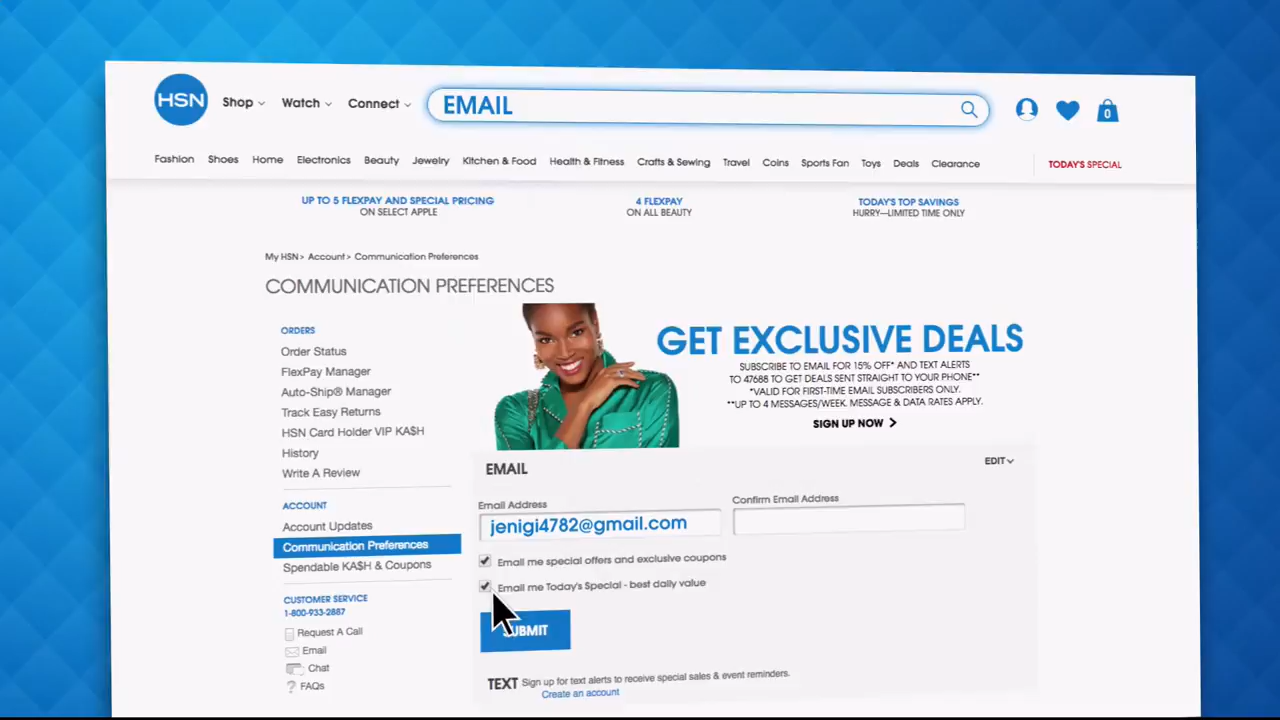 HSN
Shop
Watch
Connect
EMAIL
0
Fashion Shoes Home Electronics Beauty Jewelry Kitchen & Food Health & Fitness Crafts & Sewing Travel Coins Sports Fan Toys Deals Clearance TODAY'S SPECIAL
UP TO 5 FLEXPAY AND SPECIAL PRICING
ON SELECT APPLE
4 FLEXPAY
ON ALL BEAUTY
TODAY'S TOP SAVINGS
HURRY—LIMITED TIME ONLY
My HSN> Account> Communication Preferences
COMMUNICATION PREFERENCES
ORDERS
Order Status
FlexPay Manager
Auto-Ship® Manager
Track Easy Returns
HSN Card Holder VIP KA$H
History
Write A Review
ACCOUNT
Account Updates
Communication Preferences
Spendable KA$H & Coupons
CUSTOMER SERVICE
1-800-933-2887
Request A Call
Email
Chat
? FAQs
GET EXCLUSIVE DEALS
SUBSCRIBE TO EMAIL FOR 15% OFF* AND TEXT ALERTS
TO 47688 TO GET DEALS SENT STRAIGHT TO YOUR PHONE**
*VALID FOR FIRST-TIME EMAIL SUBSCRIBERS ONLY.
**UP TO 4 MESSAGES/WEEK. MESSAGE & DATA RATES APPLY.
SIGN UP NOW >
EMAIL
EDIT
Email Address
Confirm Email Address
jenigi4782@gmail.com
Email me special offers and exclusive coupons
Email me Today's Special - best daily value
SUBMIT
TEXT Sign up for text alerts to receive special sales & event reminders.
Create an account